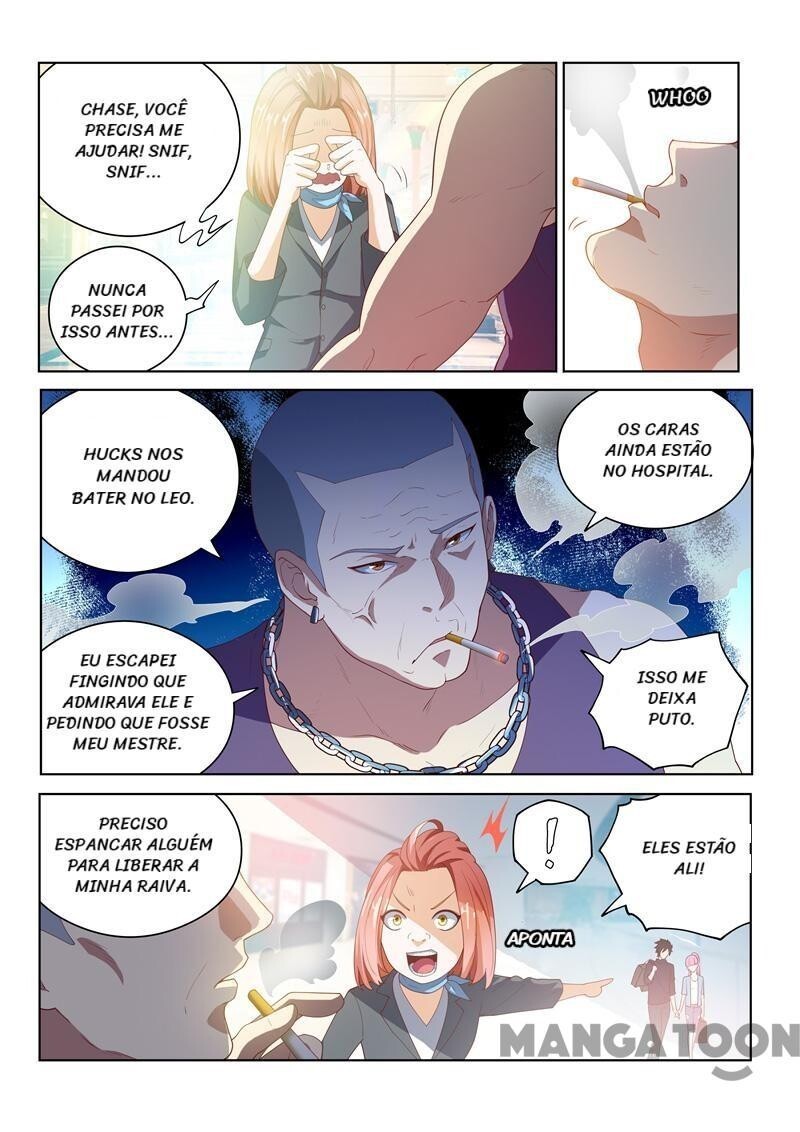 CHASE, VOCÊ
PRECISA ME
AJUDAR! SNIF,
SNIF...
NUNCA
PASSEI POR
ISSO ANTES...
WHOO
HUCKS NOS
MANDOU
BATER NO LEO.
OS CARAS
AINDA ESTÃO
NO HOSPITAL.
EU ESCAPEI
FINGINDO QUE
ADMIRAVA ELE E
PEDINDO QUE FOSSE
MEU MESTRE.
ISSO ME
DEIXA
PUTO.
PRECISO
ESPANCAR ALGUÉM
PARA LIBERAR A
MINHA RAIVA.
!
ELES ESTÃO
ALI!
APONTA
MANGATOON